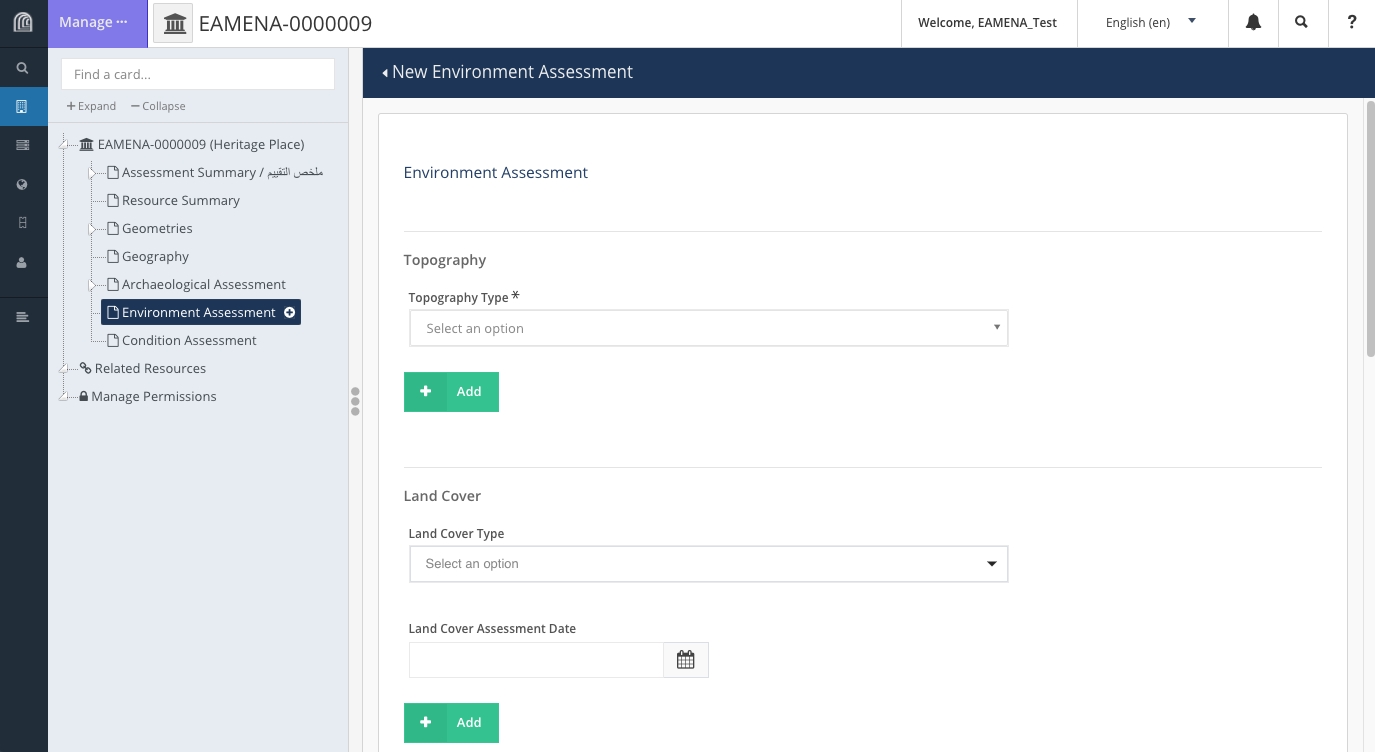 Manage ···
EAMENA-0000009
Welcome, EAMENA_Test
English (en)
?
Find a card...
+ Expand
− Collapse
EAMENA-0000009 (Heritage Place)
Assessment Summary / ملخص التقييم
Resource Summary
Geometries
Geography
Archaeological Assessment
Environment Assessment
Condition Assessment
Related Resources
Manage Permissions
New Environment Assessment
Environment Assessment
Topography
Topography Type *
Select an option
+ Add
Land Cover
Land Cover Type
Select an option
Land Cover Assessment Date
+ Add